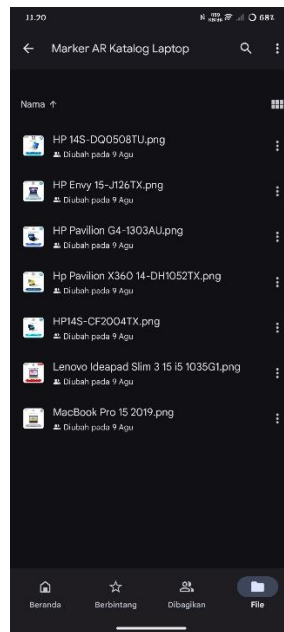 11.20
68%
Marker AR Katalog Laptop
Nama ↑
HP 14S-DQ0508TU.png
Diubah pada 9 Agu
HP Envy 15-J126TX.png
Diubah pada 9 Agu
HP Pavilion G4-1303AU.png
Diubah pada 9 Agu
Hp Pavilion X360 14-DH1052TX.png
Diubah pada 9 Agu
HP14S-CF2004TX.png
Diubah pada 9 Agu
Lenovo Ideapad Slim 3 15 i5 1035G1.png
Diubah pada 9 Agu
MacBook Pro 15 2019.png
Diubah pada 9 Agu
Beranda
Berbintang
Dibagikan
File